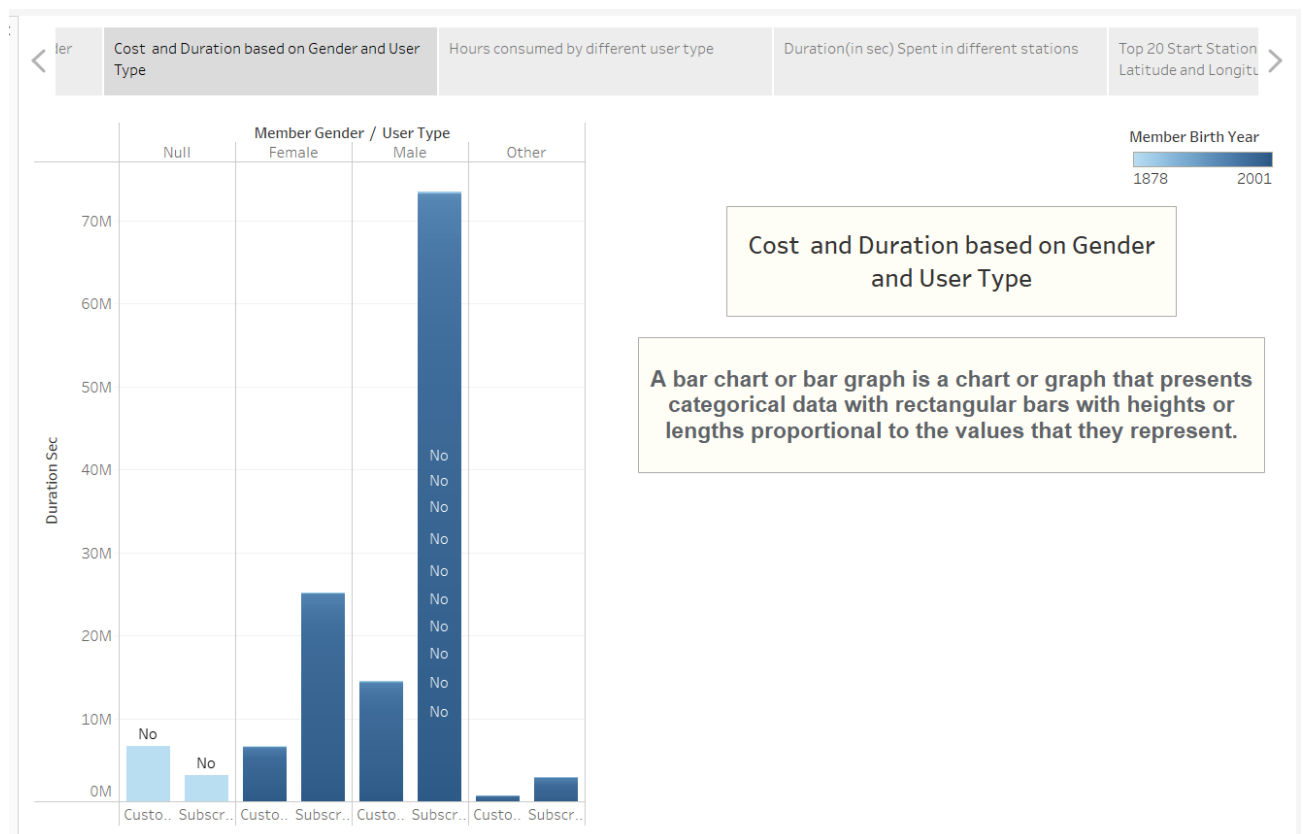 Cost  and Duration based on Gender and User
Type
Hours consumed by different user type
Duration(in sec) Spent in different stations
Top 20 Start Station
Latitude and Longitu
Member Gender / User Type
Null
Female
Male
Other
Member Birth Year
1878
2001
Cost  and Duration based on Gender
and User Type
A bar chart or bar graph is a chart or graph that presents
categorical data with rectangular bars with heights or
lengths proportional to the values that they represent.
Duration Sec
70M
60M
50M
40M
30M
20M
10M
0M
No
No
No
No
No
No
No
No
No
No
No
No
Custo..
Subscr..
Custo..
Subscr..
Custo..
Subscr..
Custo..
Subscr..